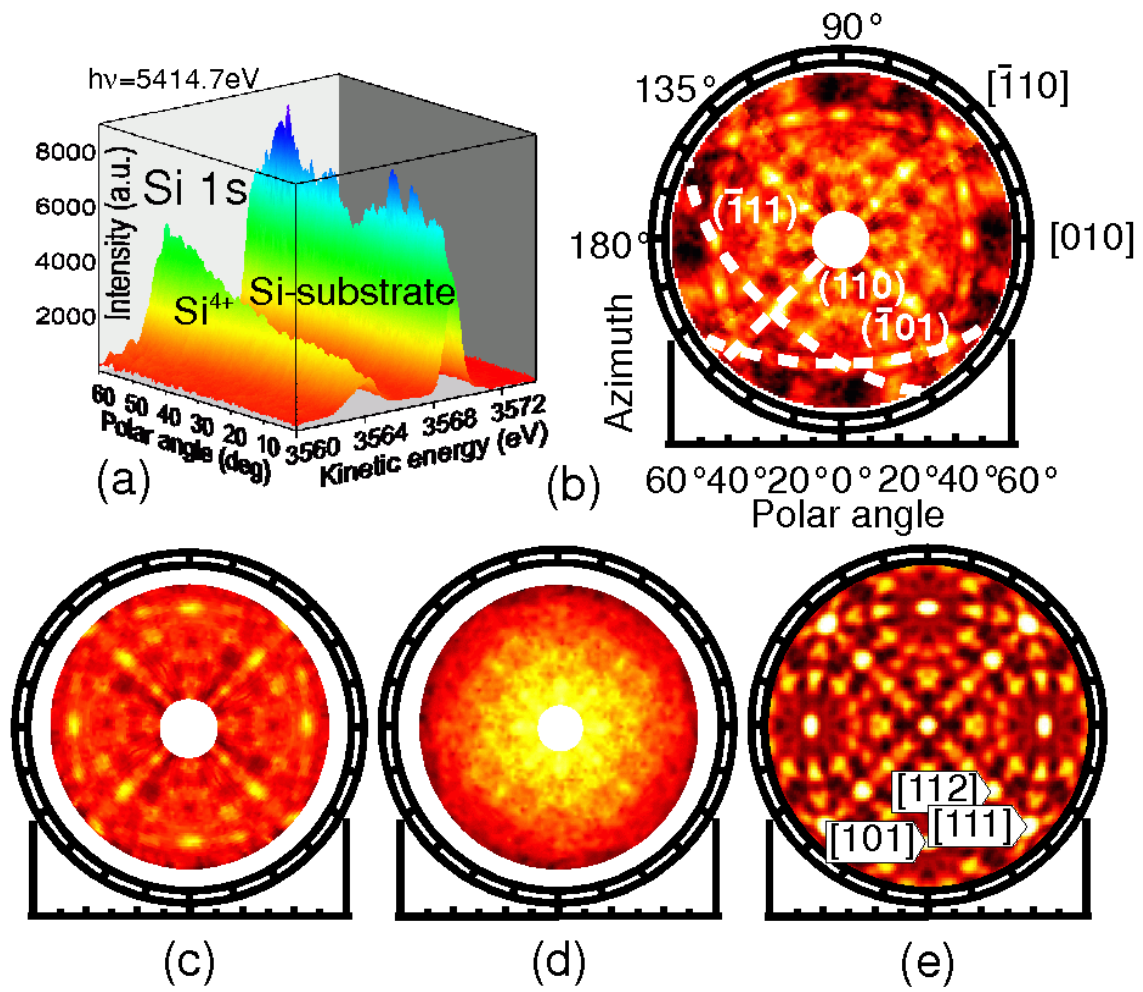 hν=5414.7eV
Si 1s
Intensity (a.u.)
8000
6000
4000
2000
Si⁴⁺
Si-substrate
60 50 40 30 20 10
Polar angle (deg)
3560 3564 3568 3572
Kinetic energy (eV)
(a)
90°
135°
[1̄10]
180°
[010]
(1̄11)
(110)
(1̄01)
Azimuth
60° 40° 20° 0° 20° 40° 60°
Polar angle
(b)
[112]
[111]
[101]
(c)
(d)
(e)